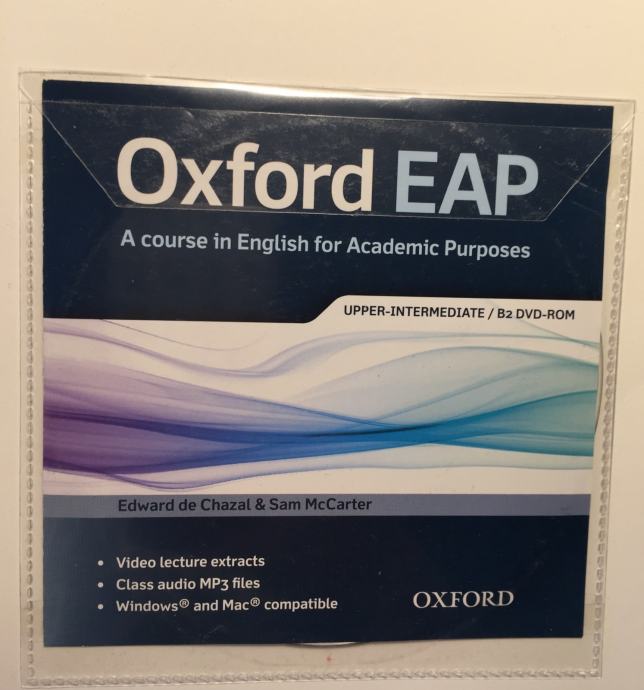 Oxford EAP
A course in English for Academic Purposes
UPPER-INTERMEDIATE / B2 DVD-ROM
Edward de Chazal & Sam McCarter
• Video lecture extracts
• Class audio MP3 files
• Windows® and Mac® compatible
OXFORD